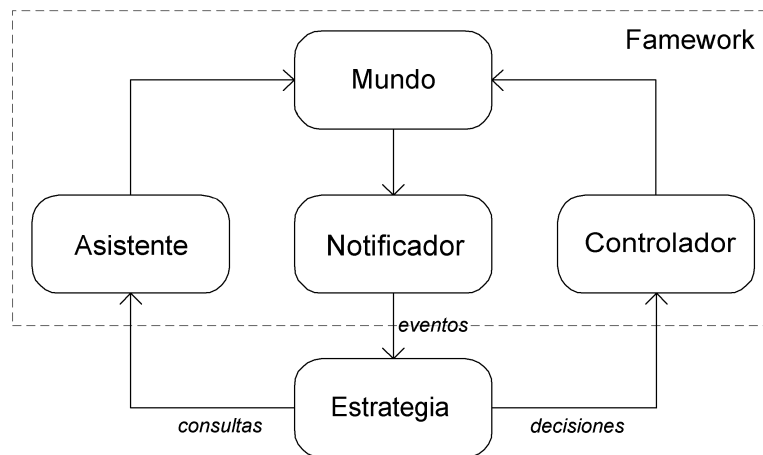 Famework
Mundo
Asistente
Notificador
Controlador
eventos
Estrategia
consultas
decisiones